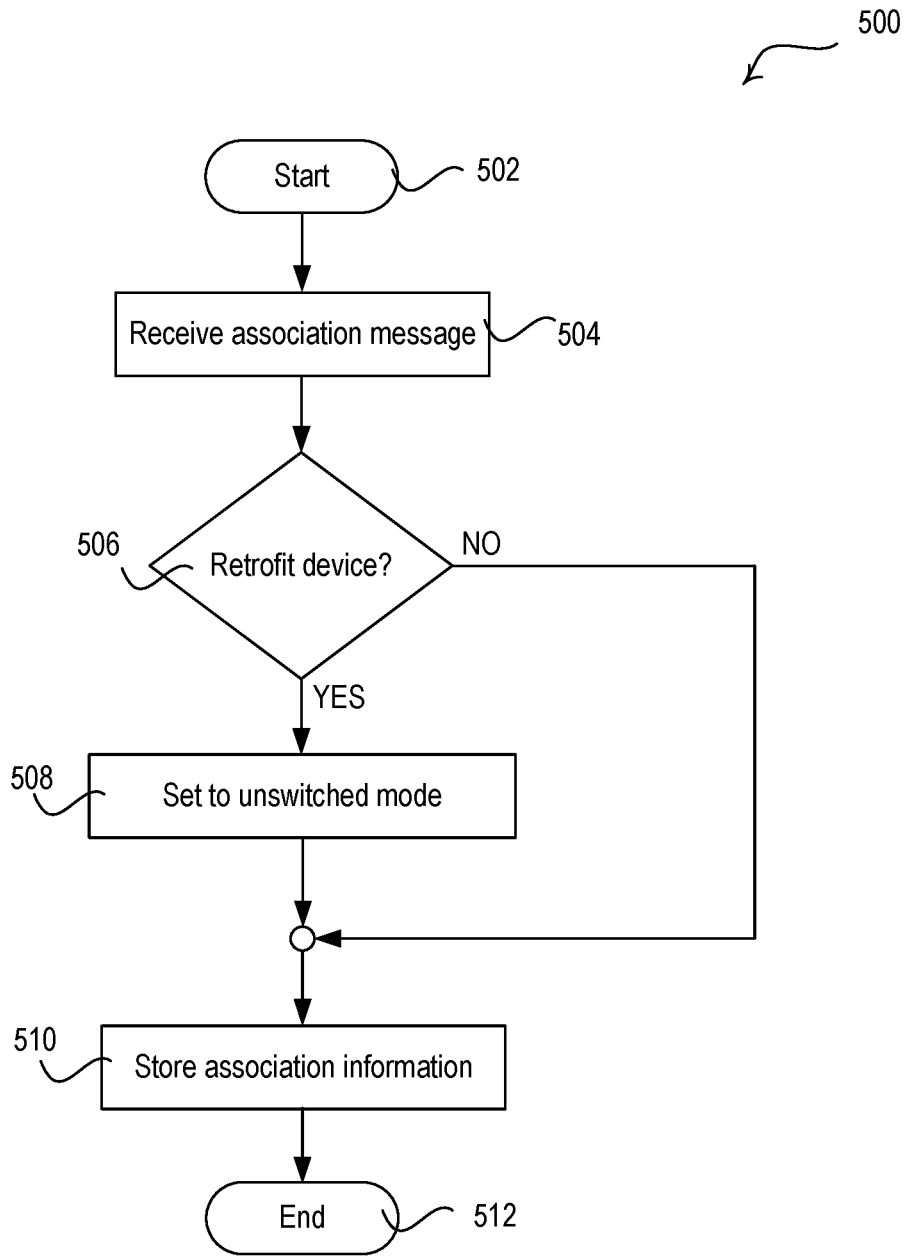 500
Start
502
Receive association message
504
506
Retrofit device?
NO
YES
508
Set to unswitched mode
510
Store association information
End
512